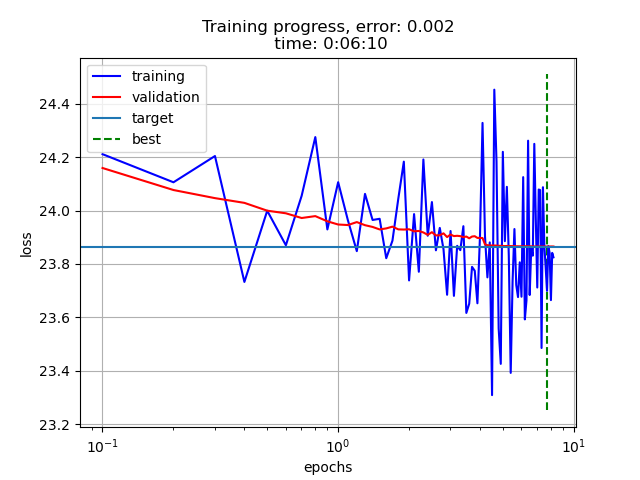 Training progress, error: 0.002
time: 0:06:10
training
validation
target
best
24.4
24.2
24.0
23.8
23.6
23.4
23.2
loss
10⁻¹
10⁰
10¹
epochs